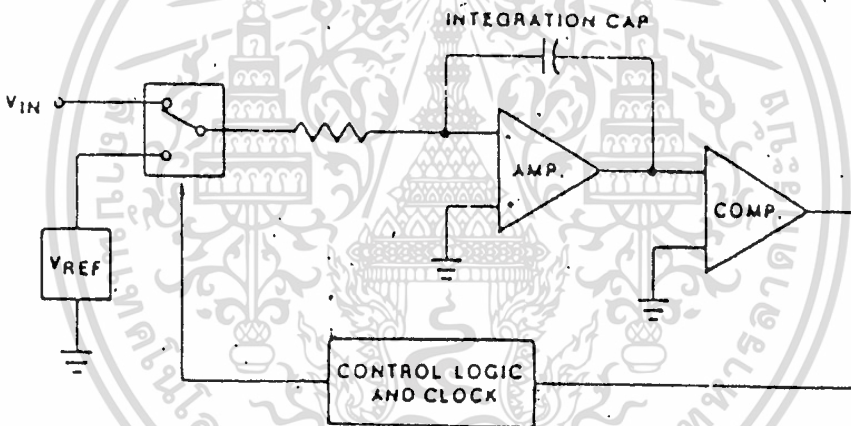 INTEGRATION CAP
VIN
AMP.
COMP.
VREF
CONTROL LOGIC
AND CLOCK